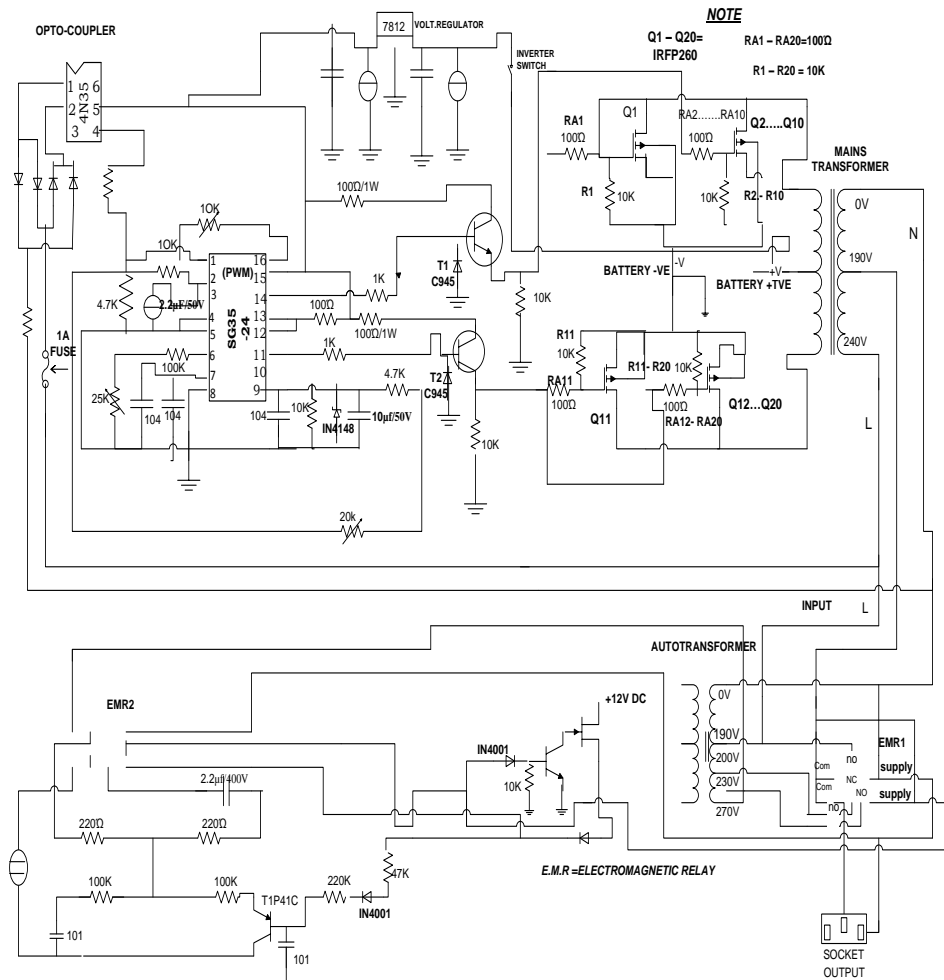 NOTE
OPTO-COUPLER
7812
VOLT.REGULATOR
Q1 – Q20=
IRFP260
RA1 – RA20=100Ω
R1 – R20 = 10K
INVERTER
SWITCH
1
2
3
6
5
4
4N35
RA1
100Ω
Q1
RA2.......RA10
100Ω
Q2.....Q10
R1
10K
10K
R2.- R10
MAINS
TRANSFORMER
0V
N
190V
240V
L
100Ω/1W
1OK
1OK
1
2
3
4
5
6
7
8
16
15
14
13
12
11
10
9
(PWM)
SG35
-24
T1
C945
1K
-V
BATTERY -VE
+V
BATTERY +TVE
10K
4.7K
2.2µF/50V
100Ω
100Ω/1W
1K
1A
FUSE
100K
25K
104
104
T2
C945
4.7K
104
10K
IN4148
10µf/50V
10K
R11
10K
RA11
100Ω
Q11
R11- R20
10K
100Ω
RA12- RA20
Q12...Q20
20k
INPUT
L
AUTOTRANSFORMER
0V
190V
200V
230V
270V
EMR2
+12V DC
IN4001
10K
EMR1
no
Com
NC
supply
Com
NO
supply
no
2.2µf/400V
220Ω
220Ω
100K
100K
T1P41C
220K
47K
IN4001
101
101
E.M.R =ELECTROMAGNETIC RELAY
SOCKET
OUTPUT